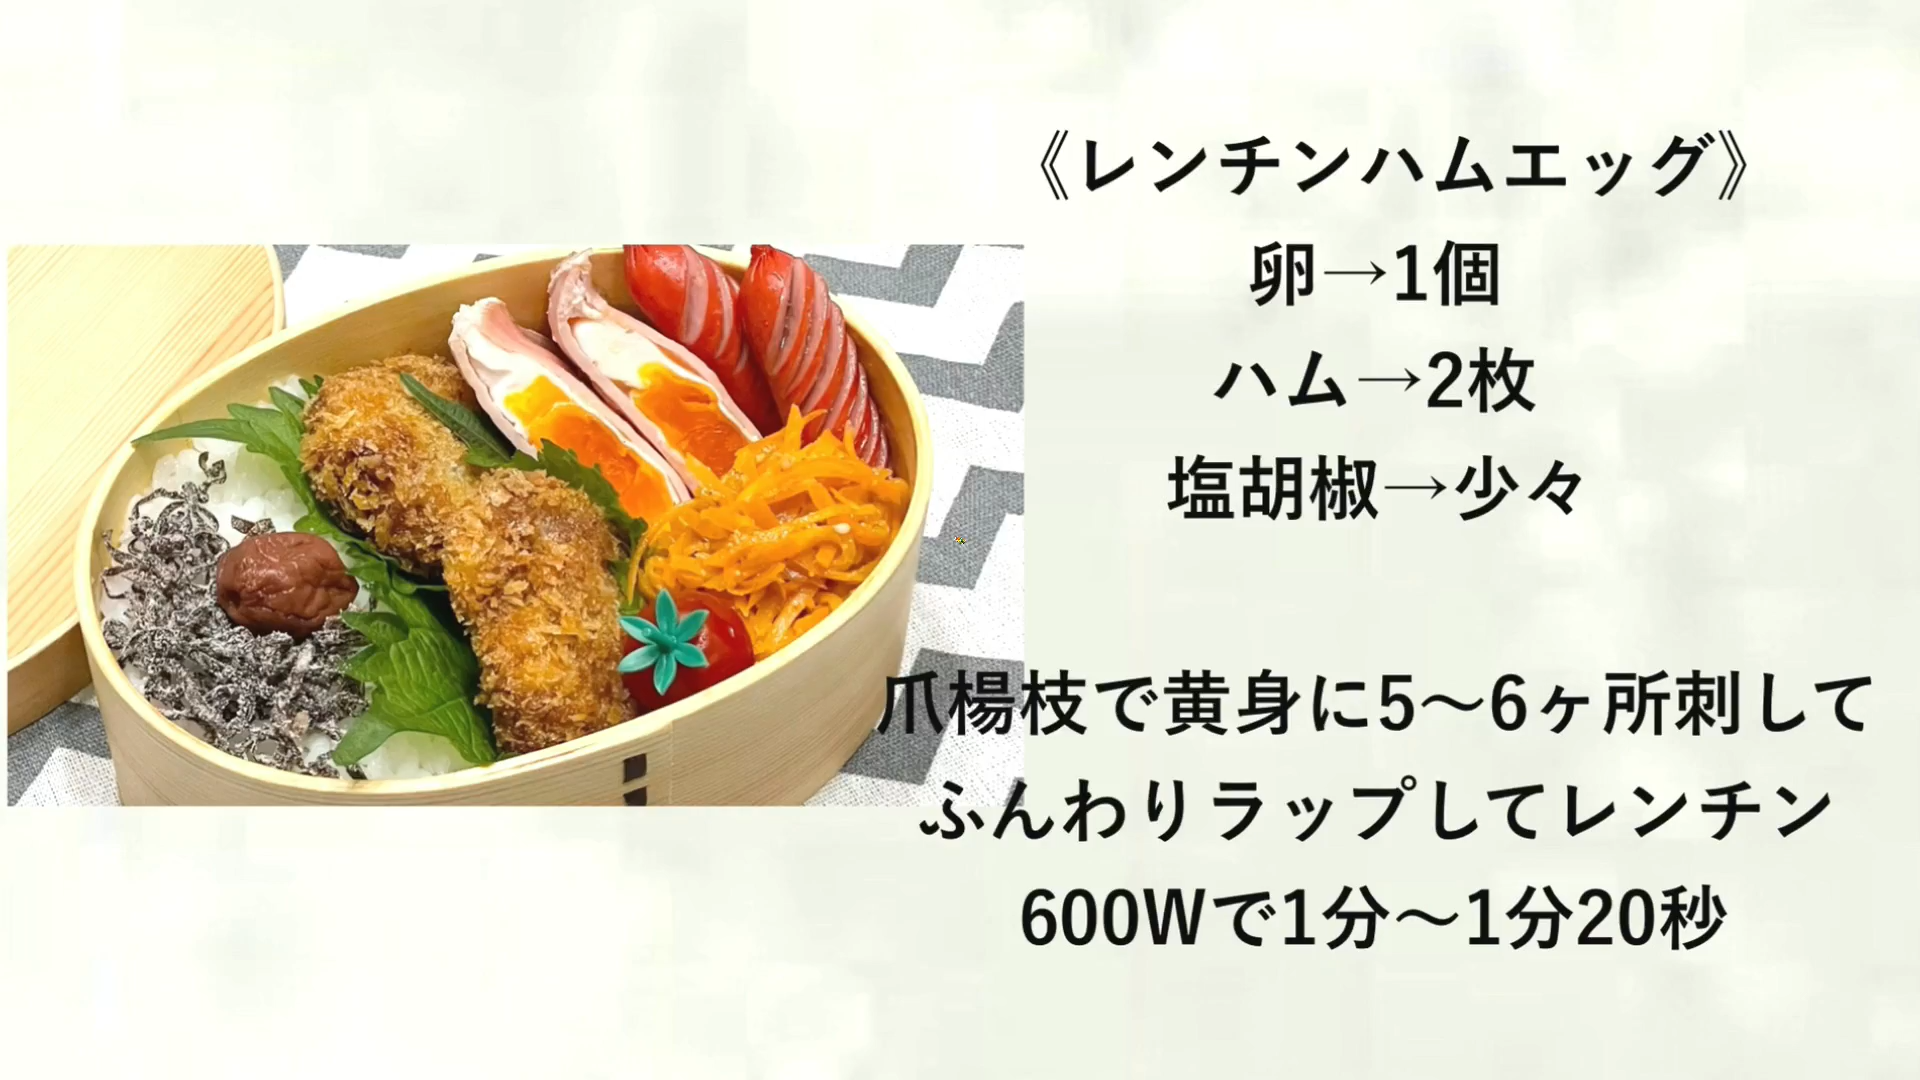 《レンチンハムエッグ》
卵→1個
ハム→2枚
塩胡椒→少々
爪楊枝で黄身に5〜6ヶ所刺して
ふんわりラップしてレンチン
600Wで1分〜1分20秒